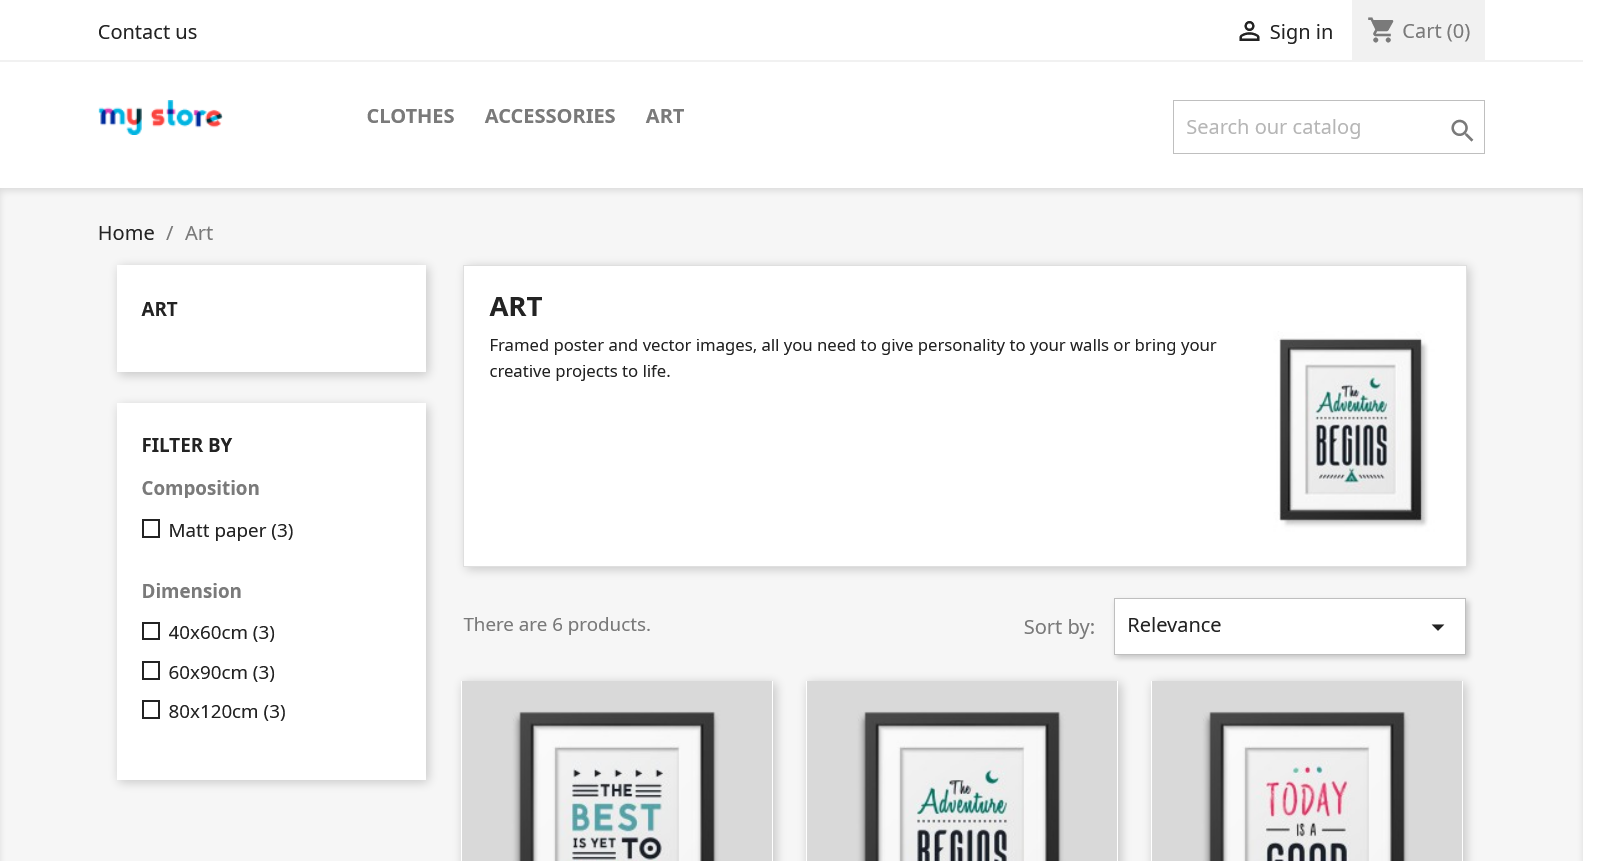 Contact us
Sign in
Cart (0)
my store
CLOTHES
ACCESSORIES
ART
Search our catalog
Home / Art
ART
FILTER BY
Composition
Matt paper (3)
Dimension
40x60cm (3)
60x90cm (3)
80x120cm (3)
ART
Framed poster and vector images, all you need to give personality to your walls or bring your
creative projects to life.
The
Adventure
BEGINS
There are 6 products.
Sort by:
Relevance
THE
BEST
IS YET TO
The
Adventure
BEGINS
TODAY
IS A
GOOD